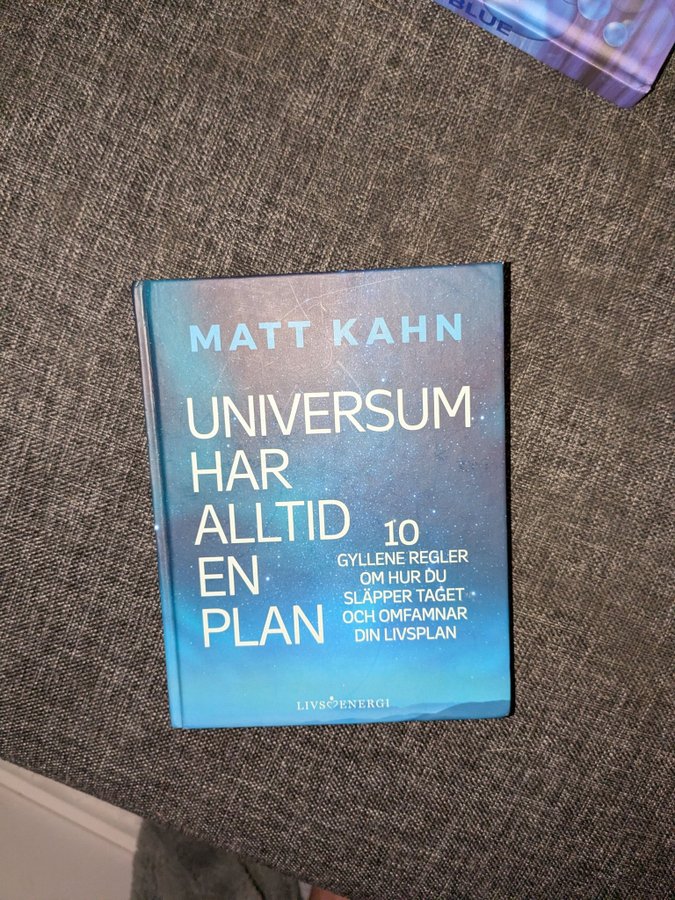 BLUE
MATT KAHN
UNIVERSUM
HAR
ALLTID
EN
PLAN
10
GYLLENE REGLER
OM HUR DU
SLÄPPER TAGET
OCH OMFAMNAR
DIN LIVSPLAN
LIVSENERGI